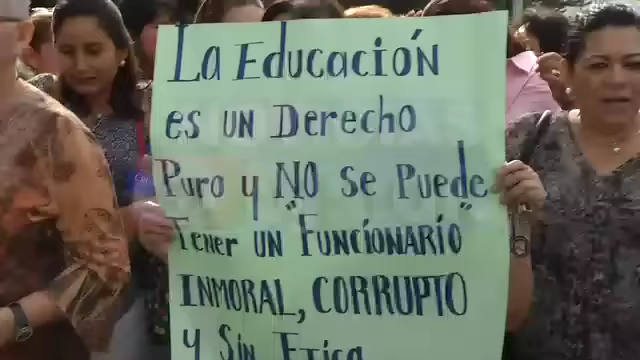 La Educación
es un Derecho
Puro y NO se Puede
Tener un "Funcionario"
INMORAL, CORRUPTO
y Sin Etica